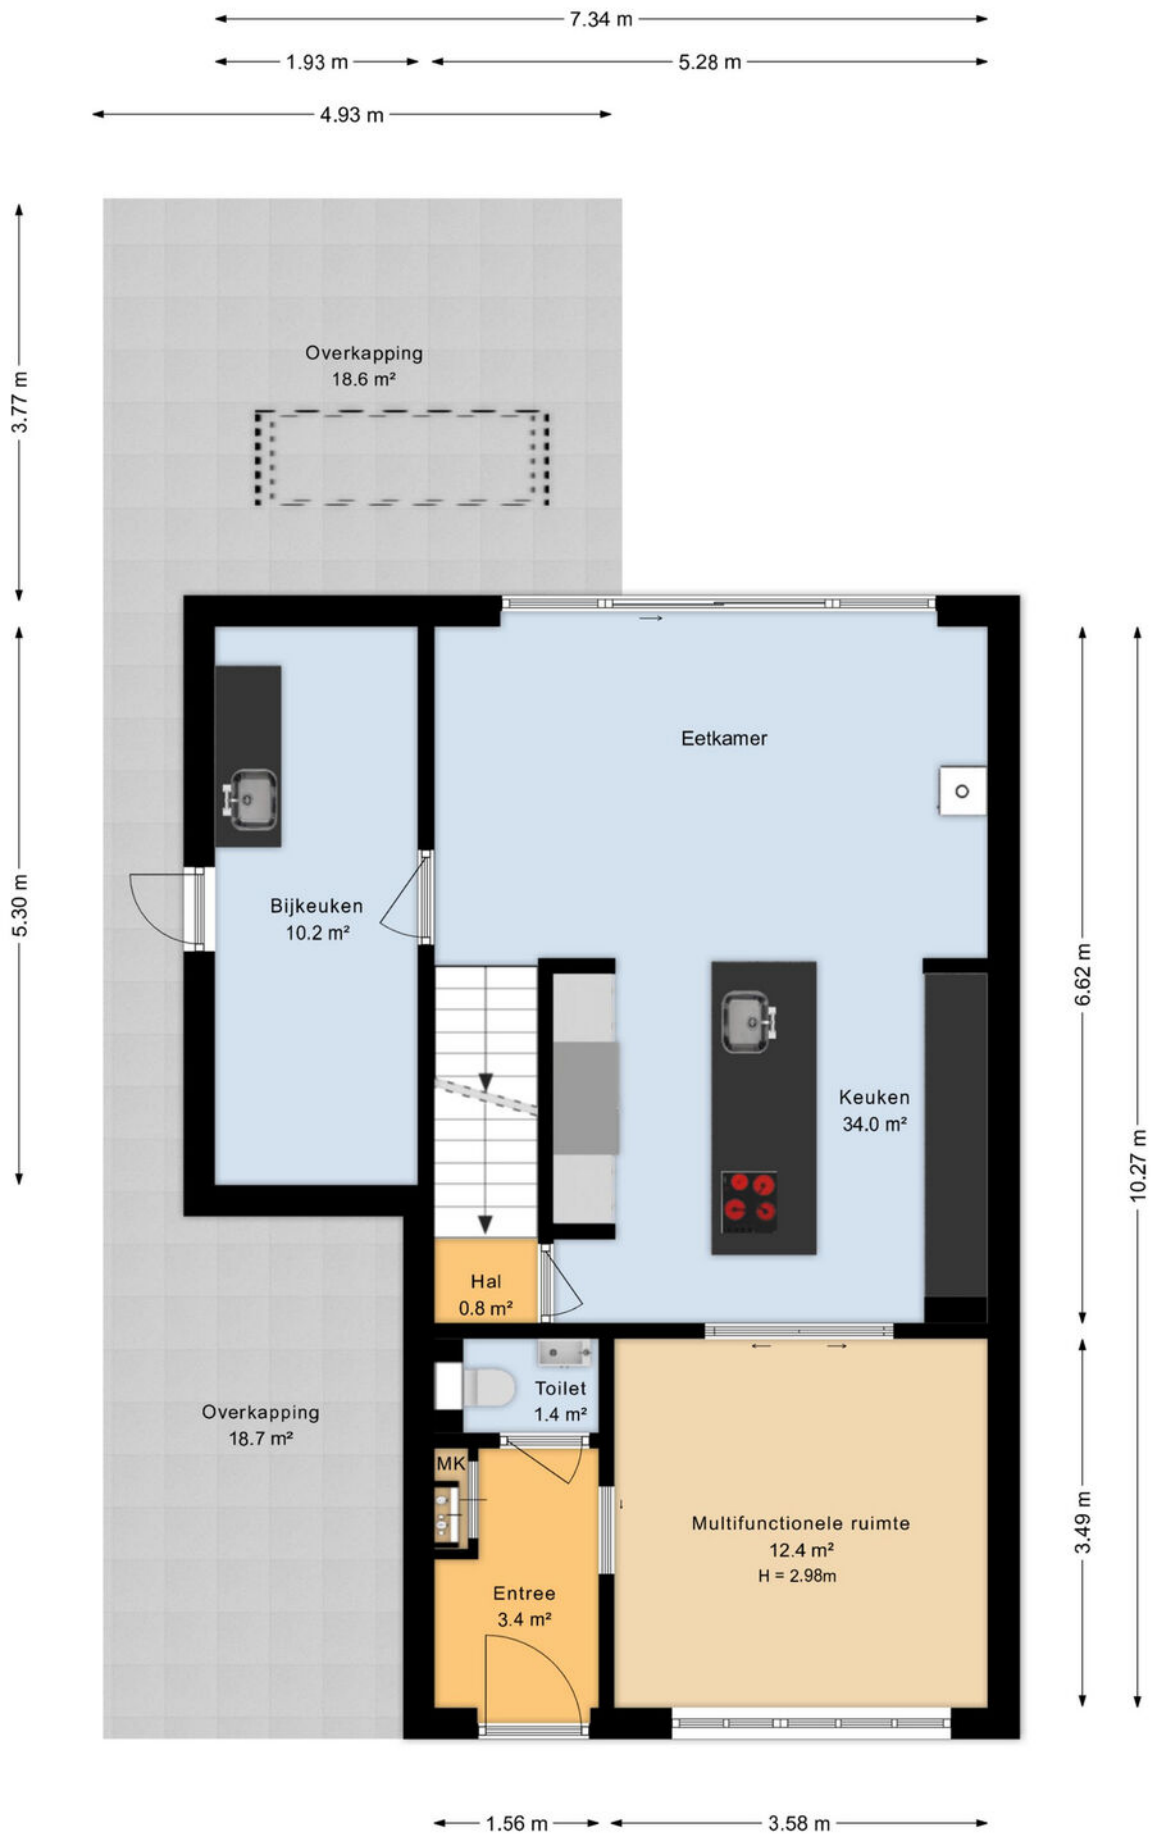 7.34 m
1.93 m
5.28 m
4.93 m
3.77 m
Overkapping
18.6 m²
Eetkamer
5.30 m
Bijkeuken
10.2 m²
6.62 m
10.27 m
Keuken
34.0 m²
Hal
0.8 m²
Toilet
1.4 m²
Overkapping
18.7 m²
MK
3.49 m
Multifunctionele ruimte
12.4 m²
H = 2.98m
Entree
3.4 m²
1.56 m
3.58 m